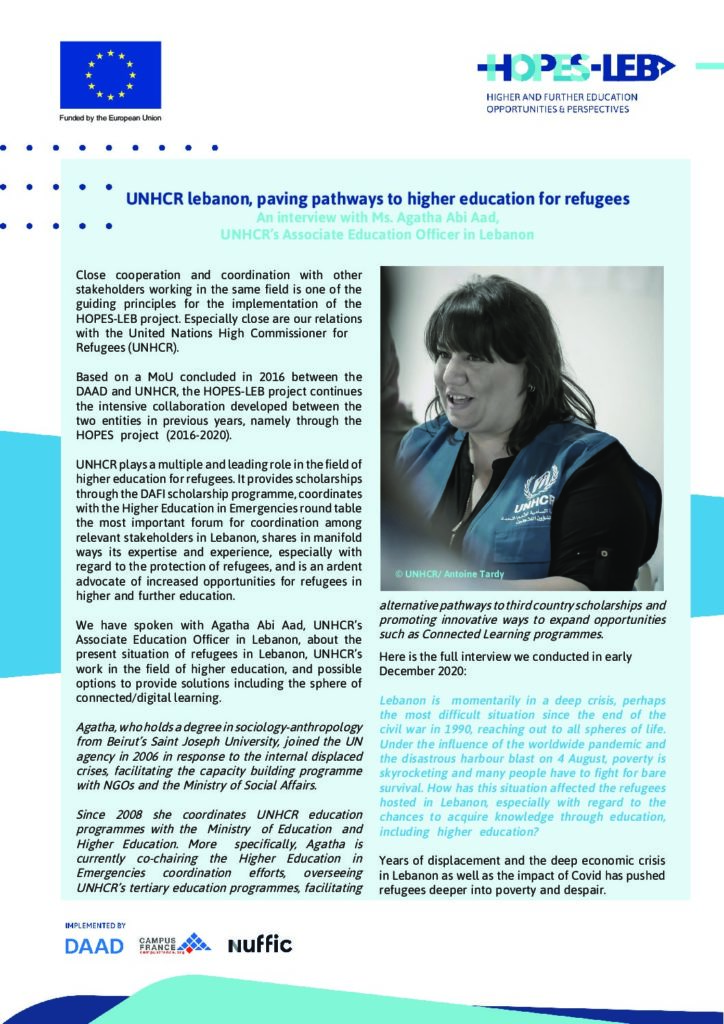 Funded by the European Union
HOPES-LEB
HIGHER AND FURTHER EDUCATION
OPPORTUNITIES & PERSPECTIVES
UNHCR lebanon, paving pathways to higher education for refugees
An interview with Ms. Agatha Abi Aad,
UNHCR's Associate Education Officer in Lebanon
Close cooperation and coordination with other
stakeholders working in the same field is one of the
guiding principles for the implementation of the
HOPES-LEB project. Especially close are our relations
with the United Nations High Commissioner for
Refugees (UNHCR).
Based on a MoU concluded in 2016 between the
DAAD and UNHCR, the HOPES-LEB project continues
the intensive collaboration developed between the
two entities in previous years, namely through the
HOPES project (2016-2020).
UNHCR plays a multiple and leading role in the field of
higher education for refugees. It provides scholarships
through the DAFI scholarship programme, coordinates
with the Higher Education in Emergencies round table
the most important forum for coordination among
relevant stakeholders in Lebanon, shares in manifold
ways its expertise and experience, especially with
regard to the protection of refugees, and is an ardent
advocate of increased opportunities for refugees in
higher and further education.
We have spoken with Agatha Abi Aad, UNHCR's
Associate Education Officer in Lebanon, about the
present situation of refugees in Lebanon, UNHCR's
work in the field of higher education, and possible
options to provide solutions including the sphere of
connected/digital learning.
Agatha, who holds a degree in sociology-anthropology
from Beirut's Saint Joseph University, joined the UN
agency in 2006 in response to the internal displaced
crises, facilitating the capacity building programme
with NGOs and the Ministry of Social Affairs.
Since 2008 she coordinates UNHCR education
programmes with the Ministry of Education and
Higher Education. More specifically, Agatha is
currently co-chairing the Higher Education in
Emergencies coordination efforts, overseeing
UNHCR's tertiary education programmes, facilitating
UNHCR
© UNHCR/ Antoine Tardy
alternative pathways to third country scholarships and
promoting innovative ways to expand opportunities
such as Connected Learning programmes.
Here is the full interview we conducted in early
December 2020:
Lebanon is momentarily in a deep crisis, perhaps
the most difficult situation since the end of the
civil war in 1990, reaching out to all spheres of life.
Under the influence of the worldwide pandemic and
the disastrous harbour blast on 4 August, poverty is
skyrocketing and many people have to fight for bare
survival. How has this situation affected the refugees
hosted in Lebanon, especially with regard to the
chances to acquire knowledge through education,
including higher education?
Years of displacement and the deep economic crisis
in Lebanon as well as the impact of Covid has pushed
refugees deeper into poverty and despair.
IMPLEMENTED BY
DAAD
CAMPUS
FRANCE
Nuffic